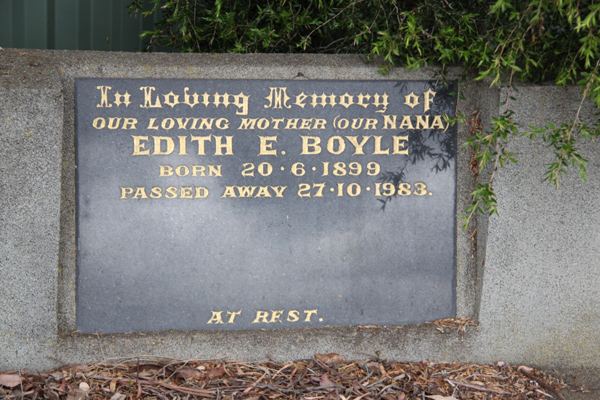 In Loving Memory of
OUR LOVING MOTHER (OUR NANA)
EDITH E. BOYLE
BORN 20·6·1899
PASSED AWAY 27·10·1983.
AT REST.